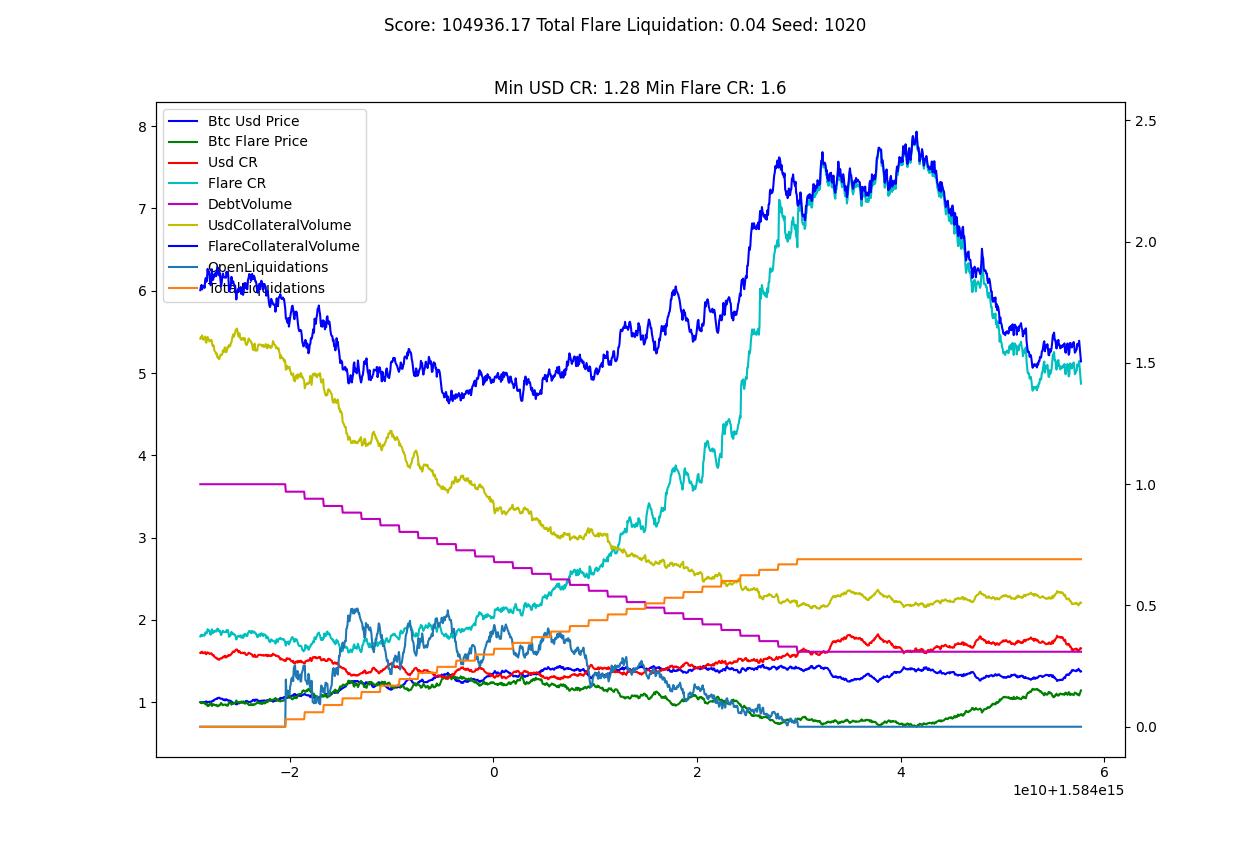 Score: 104936.17 Total Flare Liquidation: 0.04 Seed: 1020
Min USD CR: 1.28 Min Flare CR: 1.6
Btc Usd Price
Btc Flare Price
Usd CR
Flare CR
DebtVolume
UsdCollateralVolume
FlareCollateralVolume
OpenLiquidations
TotalLiquidations
8
7
6
5
4
3
2
1
2.5
2.0
1.5
1.0
0.5
0.0
−2
0
2
4
6
1e10+1.584e15